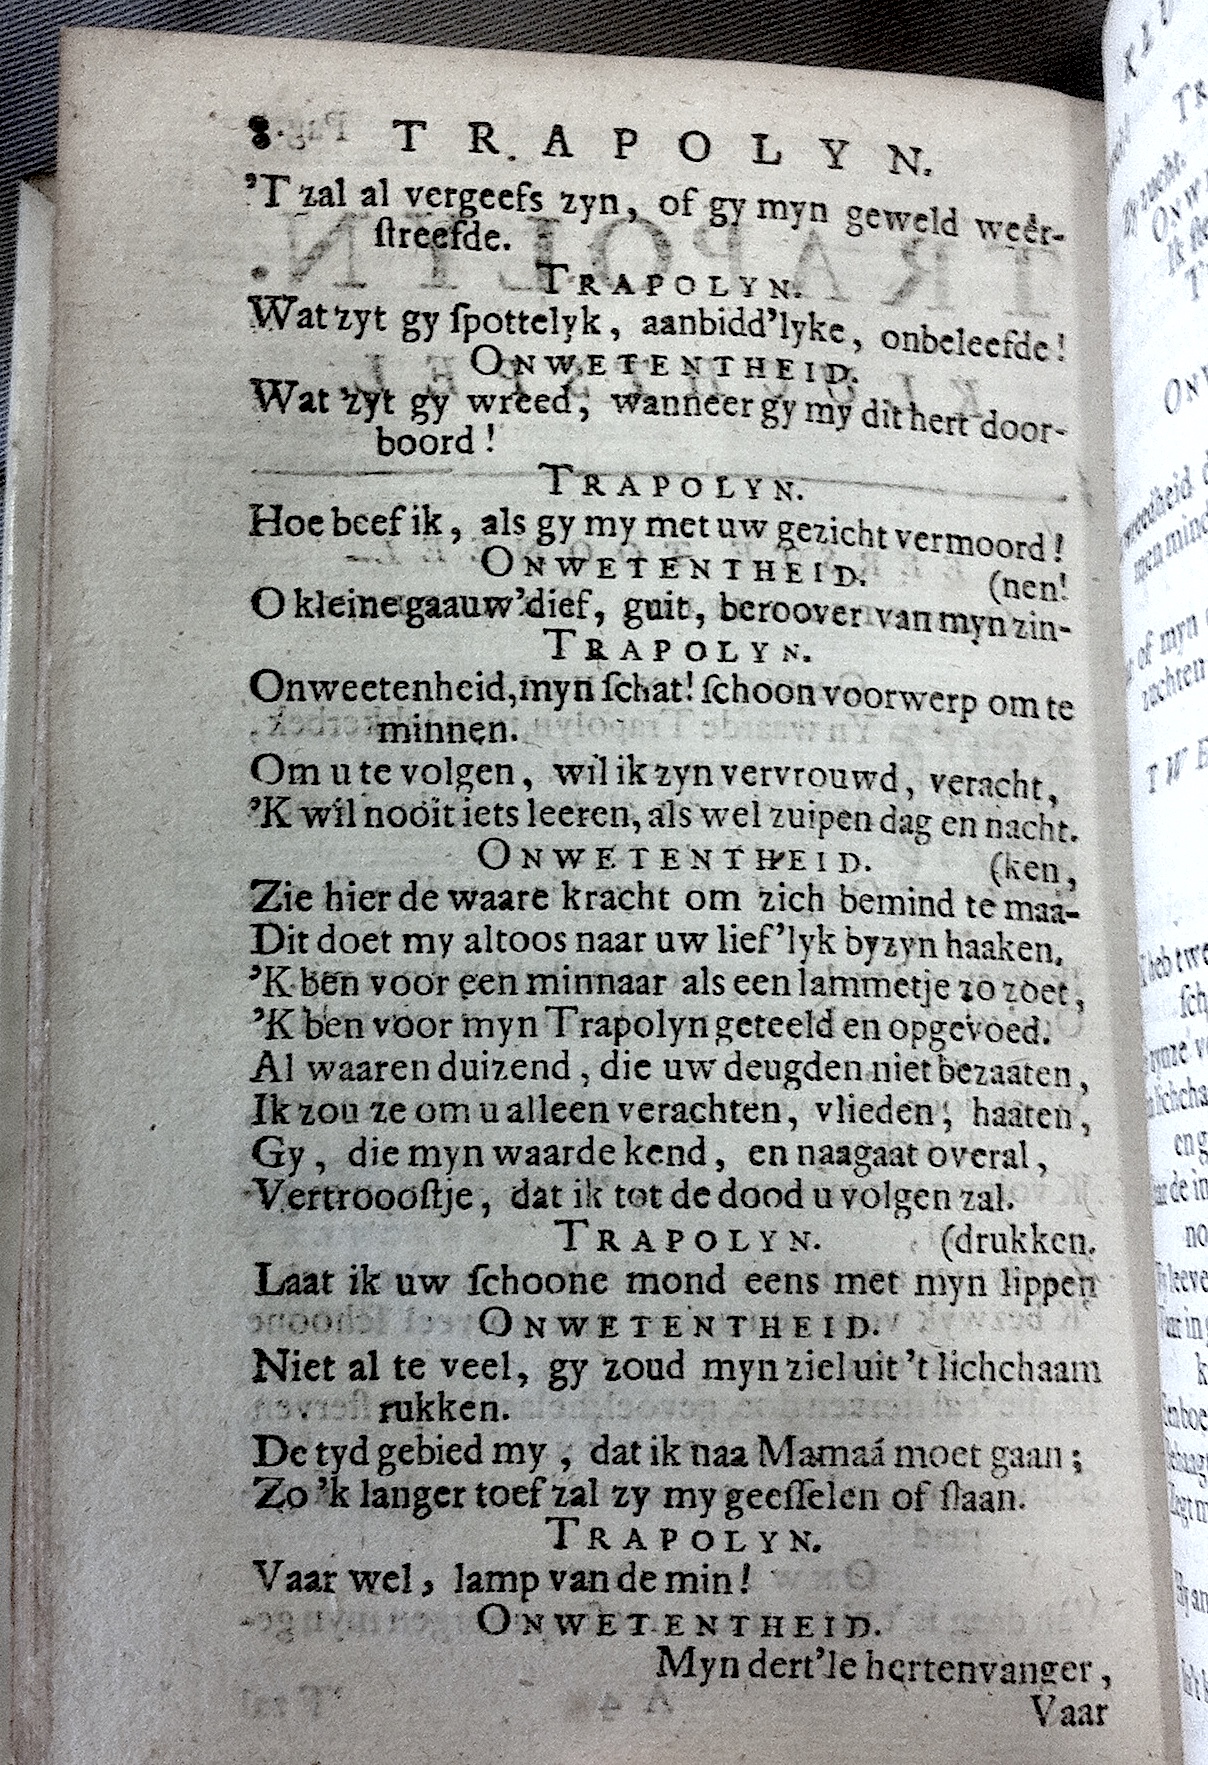 8 TRAPOLYN.
'T zal al vergeefs zyn, of gy myn geweld weêr-
ſtreefde.
TRAPOLYN.
Wat zyt gy ſpottelyk, aanbidd'lyke, onbeleefde!
ONWETENTHEID.
Wat zyt gy wreed, wanneer gy my dit hert door-
boord!
TRAPOLYN.
Hoe beef ik, als gy my met uw gezicht vermoord!
ONWETENTHEID. (nen!
O kleine gaauw'dief, guit, beroover van myn zin-
TRAPOLYN.
Onweetenheid, myn ſchat! ſchoon voorwerp om te
minnen.
Om u te volgen, wil ik zyn vervrouwd, veracht,
'K wil nooit iets leeren, als wel zuipen dag en nacht.
ONWETENTHEID. (ken,
Zie hier de waare kracht om zich bemind te maa-
Dit doet my altoos naar uw lief'lyk byzyn haaken.
'K ben voor een minnaar als een lammetje zo zoet,
'K ben voor myn Trapolyn geteeld en opgevoed.
Al waaren duizend, die uw deugden niet bezaaten,
Ik zou ze om u alleen verachten, vlieden, haaten,
Gy, die myn waarde kend, en naagaat overal,
Vertroooſtje, dat ik tot de dood u volgen zal.
TRAPOLYN. (drukken.
Laat ik uw ſchoone mond eens met myn lippen
ONWETENTHEID.
Niet al te veel, gy zoud myn ziel uit 't lichchaam
rukken.
De tyd gebied my, dat ik naa Mamaá moet gaan;
Zo 'k langer toef zal zy my geeſſelen of ſlaan.
TRAPOLYN.
Vaar wel, lamp van de min!
ONWETENTHEID.
Myn dert'le hertenvanger,
Vaar